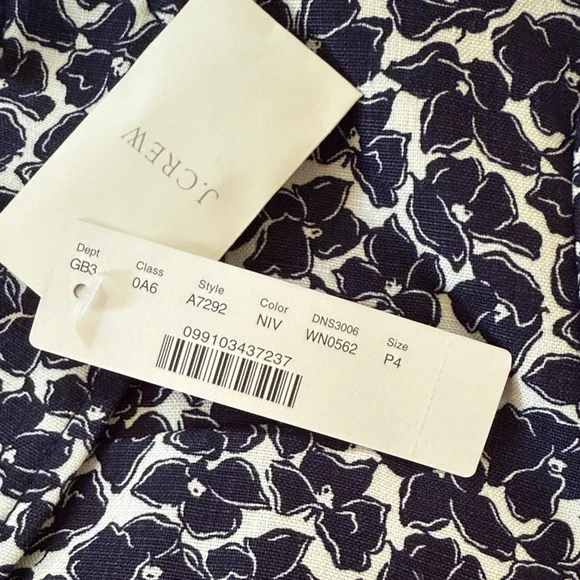 J.CREW
Dept Class Style Color DNS3006 Size
GB3 0A6 A7292 NIV WN0562 P4
099103437237